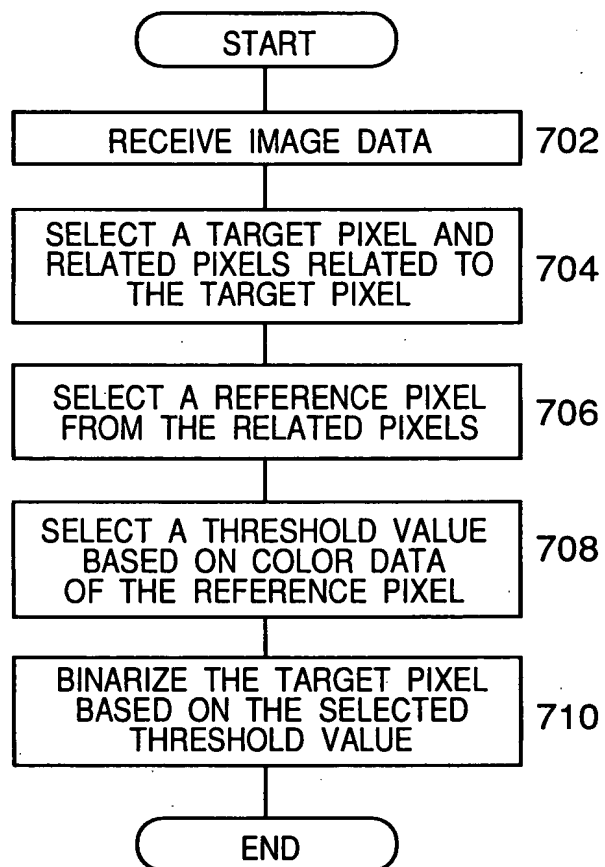 START
RECEIVE IMAGE DATA
702
SELECT A TARGET PIXEL AND
RELATED PIXELS RELATED TO
THE TARGET PIXEL
704
SELECT A REFERENCE PIXEL
FROM THE RELATED PIXELS
706
SELECT A THRESHOLD VALUE
BASED ON COLOR DATA
OF THE REFERENCE PIXEL
708
BINARIZE THE TARGET PIXEL
BASED ON THE SELECTED
THRESHOLD VALUE
710
END